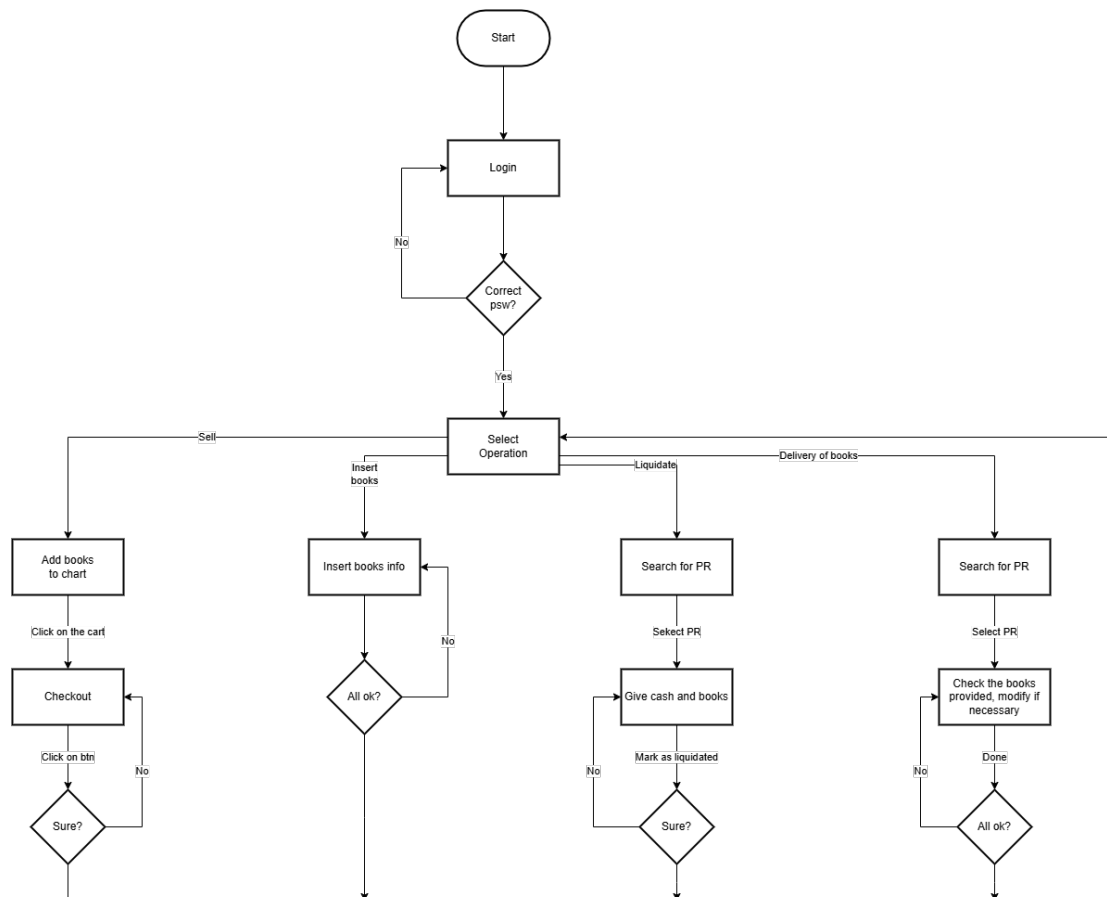 Start
Login
No
Correct
psw?
Yes
Select
Operation
Sell
Insert
books
Liquidate
Delivery of books
Add books
to chart
Insert books info
Search for PR
Search for PR
Click on the cart
No
Sekect PR
Select PR
Checkout
All ok?
Give cash and books
Check the books
provided, modify if
necessary
Click on btn
No
Mark as liquidated
No
Done
No
Sure?
Sure?
All ok?